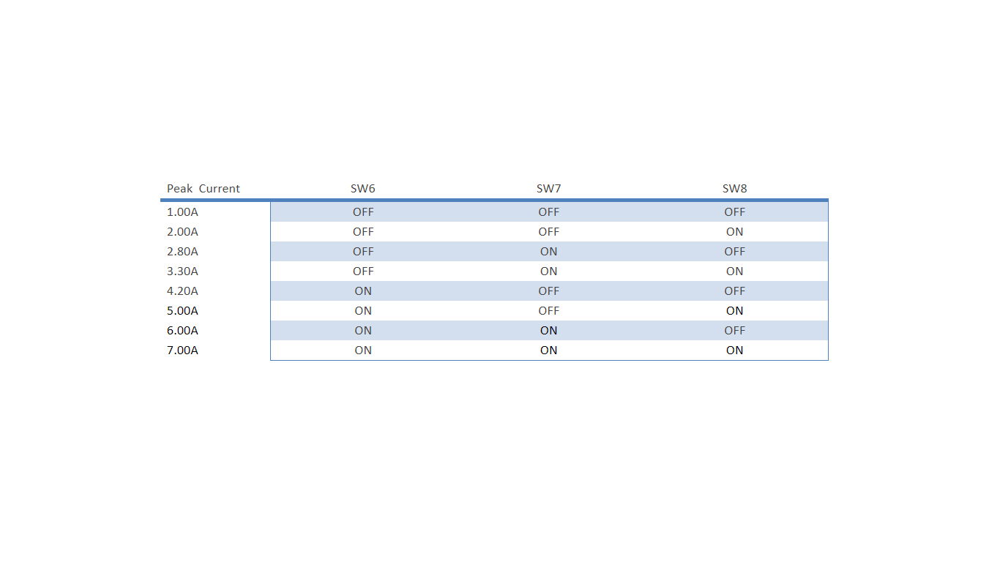 Peak Current SW6 SW7 SW8
1.00A OFF OFF OFF
2.00A OFF OFF ON
2.80A OFF ON OFF
3.30A OFF ON ON
4.20A ON OFF OFF
5.00A ON OFF ON
6.00A ON ON OFF
7.00A ON ON ON